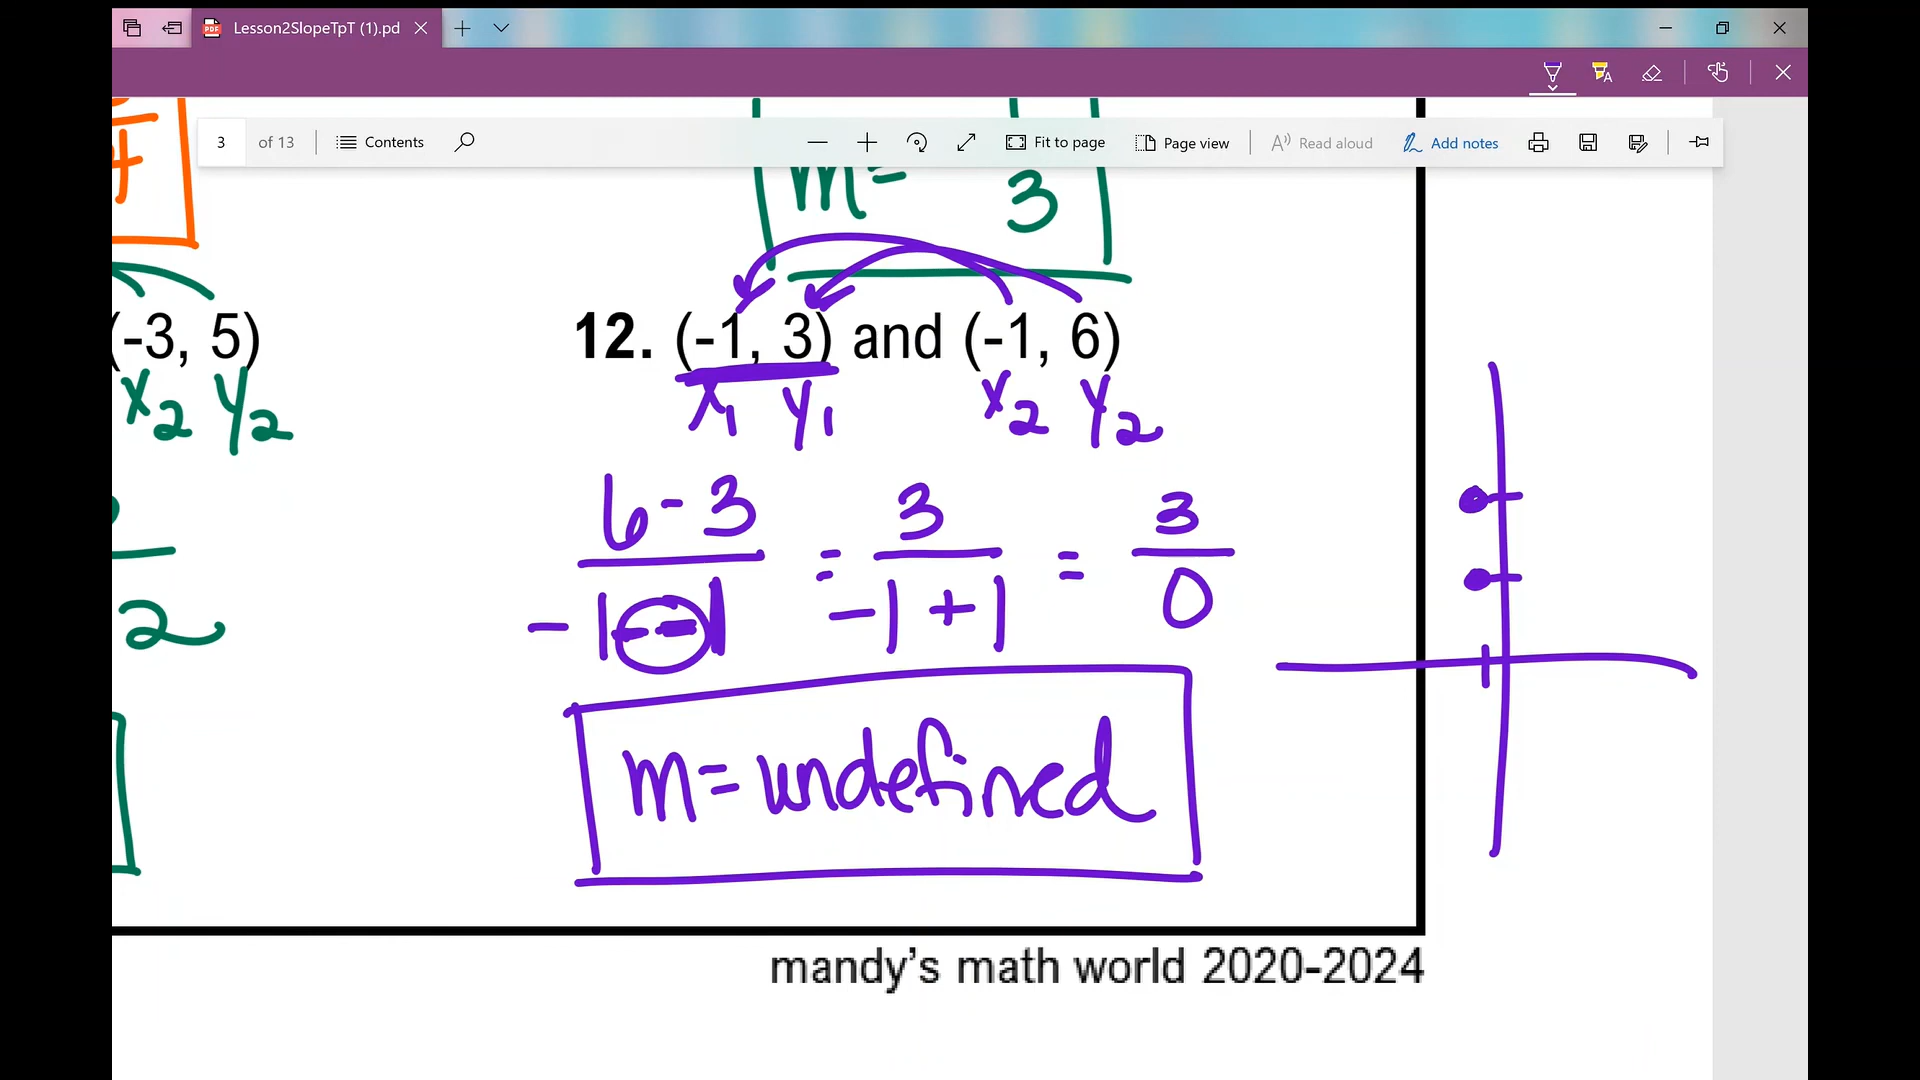 Lesson2SlopeTpT (1).pd
3 of 13 Contents Fit to page Page view Read aloud Add notes
m= 3
(-3, 5)
x2 y2
2
12. (-1, 3) and (-1, 6)
x1 y1 x2 y2
6-3 = 3 = 3
-1--1 -1+1 0
m=undefined
mandy's math world 2020-2024